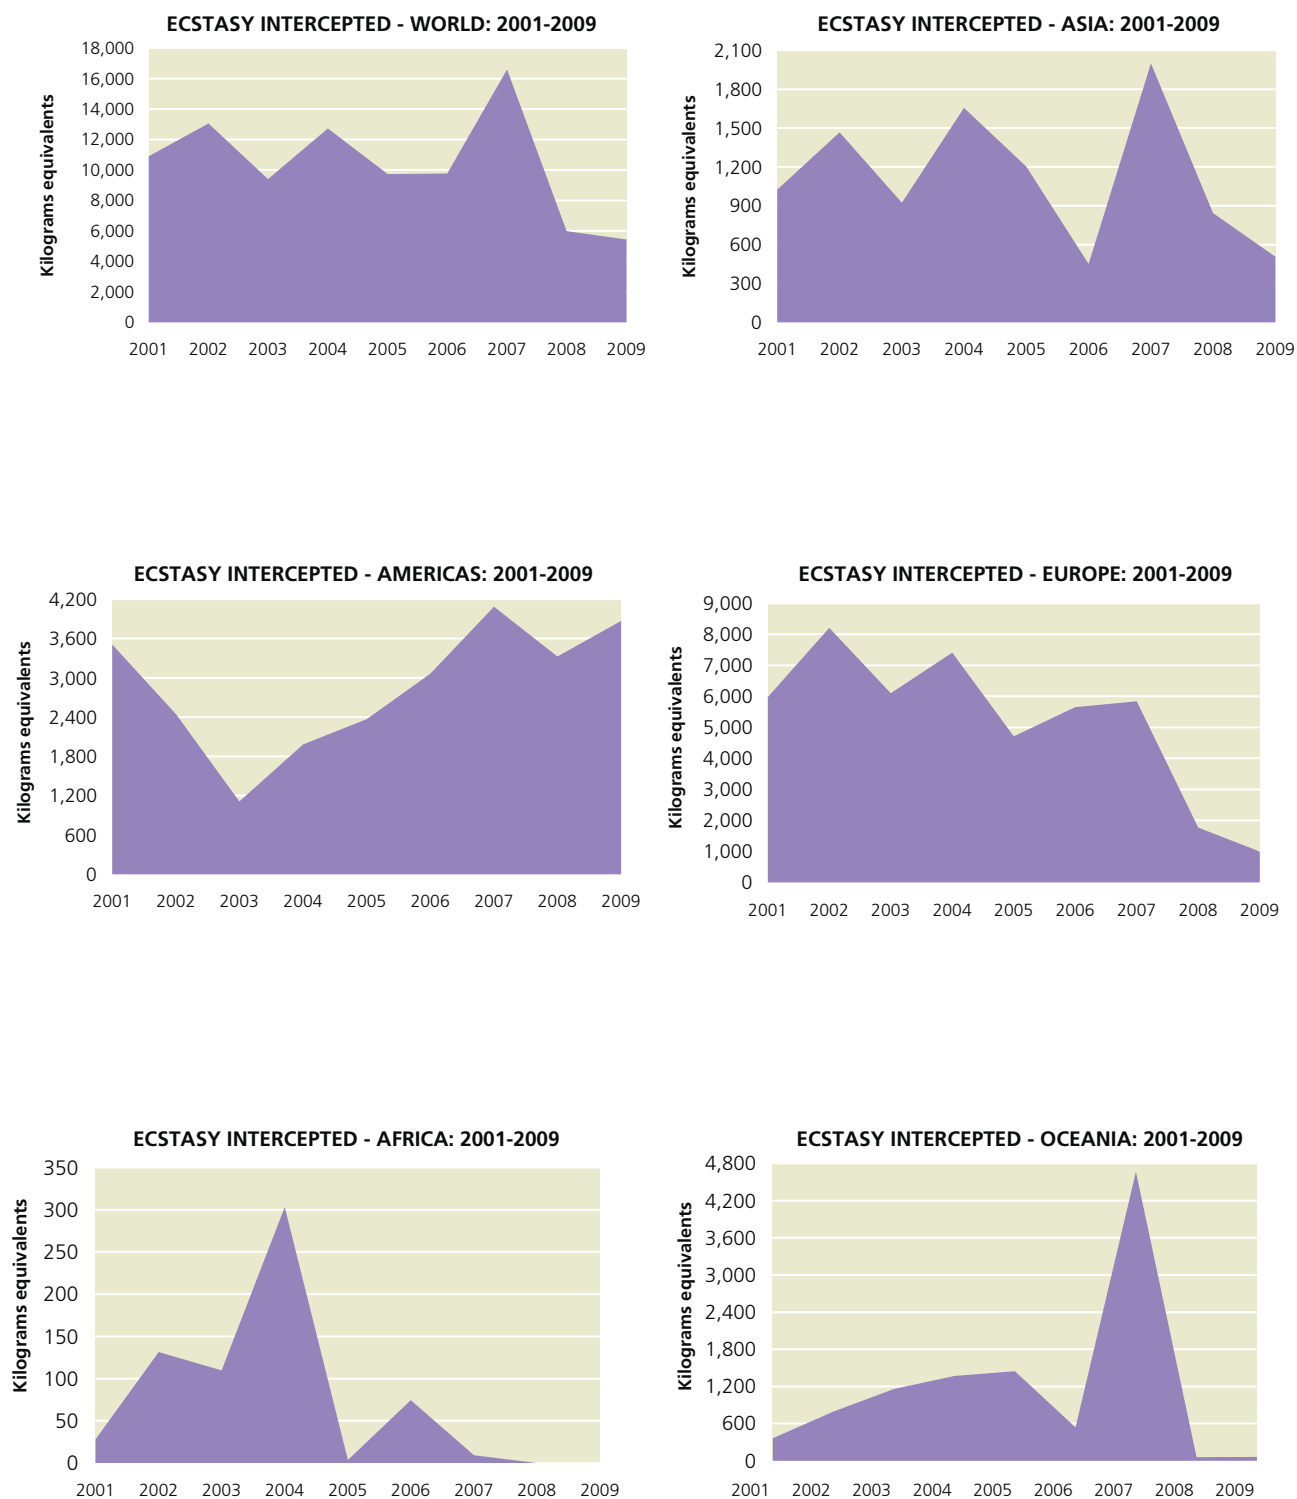 ECSTASY INTERCEPTED - WORLD: 2001-2009
Kilograms equivalents
18,000
16,000
14,000
12,000
10,000
8,000
6,000
4,000
2,000
0
2001 2002 2003 2004 2005 2006 2007 2008 2009
ECSTASY INTERCEPTED - ASIA: 2001-2009
Kilograms equivalents
2,100
1,800
1,500
1,200
900
600
300
0
2001 2002 2003 2004 2005 2006 2007 2008 2009
ECSTASY INTERCEPTED - AMERICAS: 2001-2009
Kilograms equivalents
4,200
3,600
3,000
2,400
1,800
1,200
600
0
2001 2002 2003 2004 2005 2006 2007 2008 2009
ECSTASY INTERCEPTED - EUROPE: 2001-2009
Kilograms equivalents
9,000
8,000
7,000
6,000
5,000
4,000
3,000
2,000
1,000
0
2001 2002 2003 2004 2005 2006 2007 2008 2009
ECSTASY INTERCEPTED - AFRICA: 2001-2009
Kilograms equivalents
350
300
250
200
150
100
50
0
2001 2002 2003 2004 2005 2006 2007 2008 2009
ECSTASY INTERCEPTED - OCEANIA: 2001-2009
Kilograms equivalents
4,800
4,200
3,600
3,000
2,400
1,800
1,200
600
0
2001 2002 2003 2004 2005 2006 2007 2008 2009